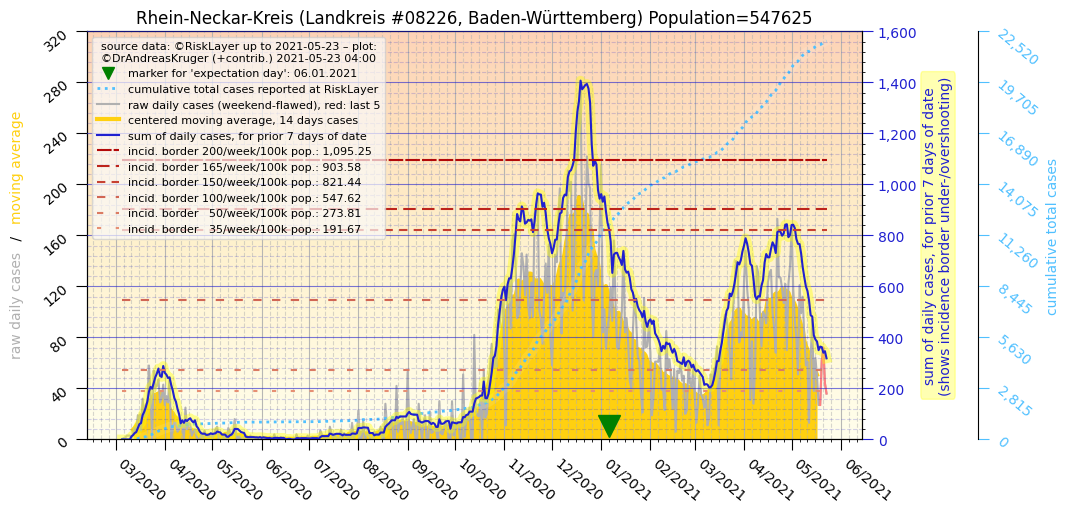 Rhein-Neckar-Kreis (Landkreis #08226, Baden-Württemberg) Population=547625
source data: ©RiskLayer up to 2021-05-23 – plot:
©DrAndreasKruger (+contrib.) 2021-05-23 04:00
marker for 'expectation day': 06.01.2021
cumulative total cases reported at RiskLayer
raw daily cases (weekend-flawed), red: last 5
centered moving average, 14 days cases
sum of daily cases, for prior 7 days of date
incid. border 200/week/100k pop.: 1,095.25
incid. border 165/week/100k pop.: 903.58
incid. border 150/week/100k pop.: 821.44
incid. border 100/week/100k pop.: 547.62
incid. border   50/week/100k pop.: 273.81
incid. border   35/week/100k pop.: 191.67
raw daily cases / moving average
320
280
240
200
160
120
80
40
0
1,600
1,400
1,200
1,000
800
600
400
200
0
sum of daily cases, for prior 7 days of date
(shows incidence border under-/overshooting)
22,520
19,705
16,890
14,075
11,260
8,445
5,630
2,815
0
cumulative total cases
03/2020
04/2020
05/2020
06/2020
07/2020
08/2020
09/2020
10/2020
11/2020
12/2020
01/2021
02/2021
03/2021
04/2021
05/2021
06/2021